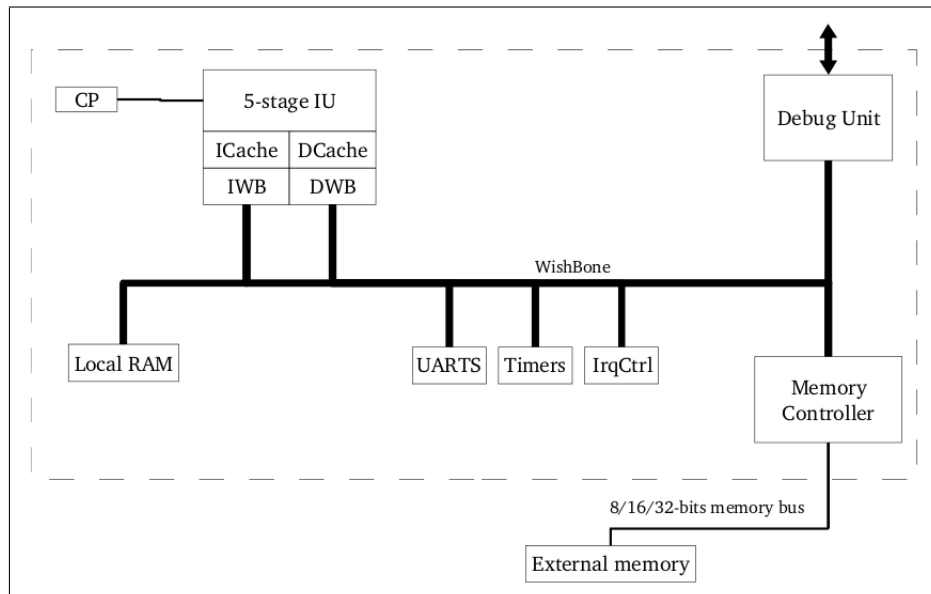 CP
5-stage IU
Debug Unit
ICache
DCache
IWB
DWB
WishBone
Local RAM
UARTS
Timers
IrqCtrl
Memory
Controller
8/16/32-bits memory bus
External memory